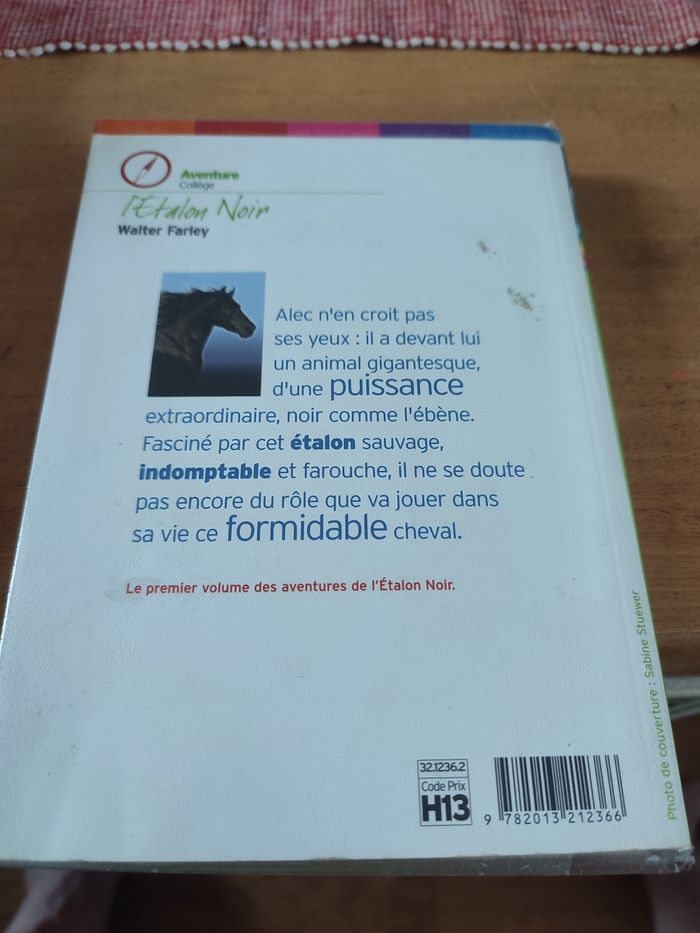 Aventure
Collège
l'Étalon Noir
Walter Farley
Alec n'en croit pas
ses yeux : il a devant lui
un animal gigantesque,
d'une puissance
extraordinaire, noir comme l'ébène.
Fasciné par cet étalon sauvage,
indomptable et farouche, il ne se doute
pas encore du rôle que va jouer dans
sa vie ce formidable cheval.
Le premier volume des aventures de l'Étalon Noir.
Photo de couverture : Sabine Stuewer
32.1236.2
Code Prix
H13
9 782013 212366